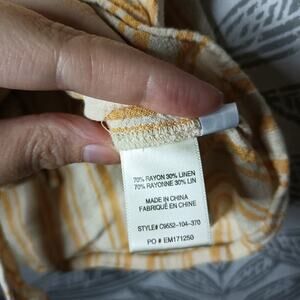 70% RAYON 30% LINEN
70% RAYONNE 30% LIN
MADE IN CHINA
FABRIQUÉ EN CHINE
STYLE# C9552-104-370
PO # EM171250